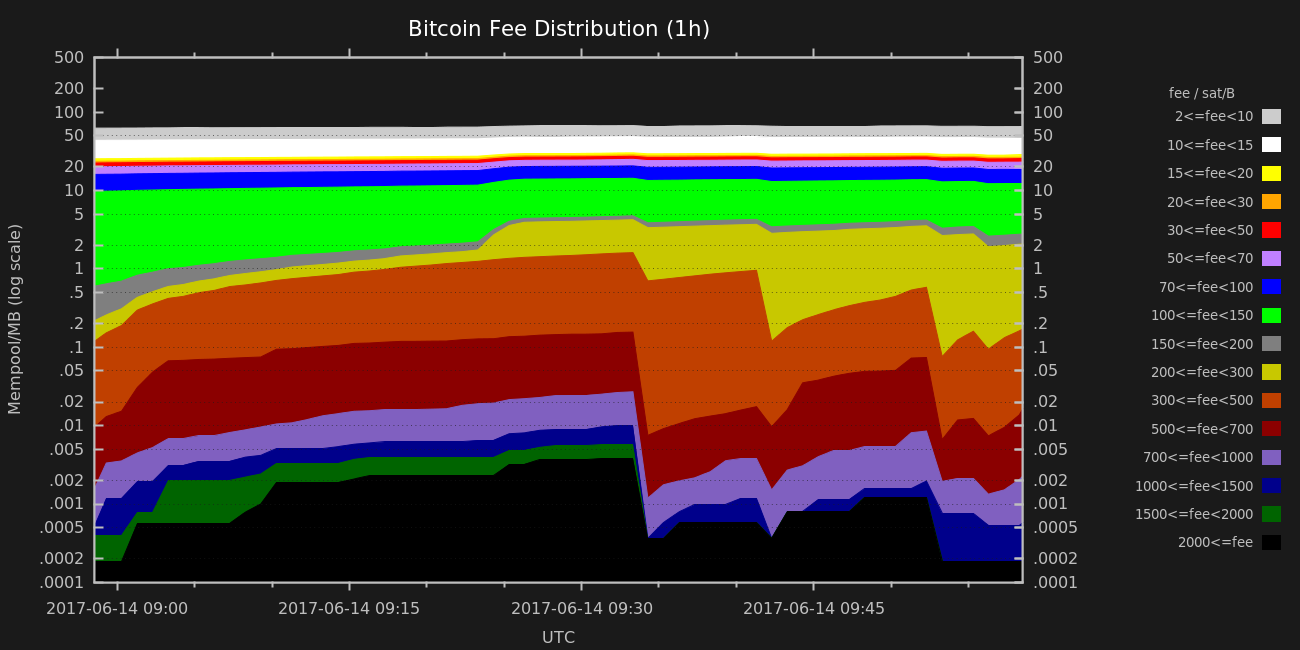 Bitcoin Fee Distribution (1h)
500 500
200 200
100 100
50 50
20 20
10 10
5 5
2 2
1 1
.5 .5
.2 .2
.1 .1
.05 .05
.02 .02
.01 .01
.005 .005
.002 .002
.001 .001
.0005 .0005
.0002 .0002
.0001 .0001
Mempool/MB (log scale)
2017-06-14 09:00 2017-06-14 09:15 2017-06-14 09:30 2017-06-14 09:45
UTC
fee / sat/B
2<=fee<10
10<=fee<15
15<=fee<20
20<=fee<30
30<=fee<50
50<=fee<70
70<=fee<100
100<=fee<150
150<=fee<200
200<=fee<300
300<=fee<500
500<=fee<700
700<=fee<1000
1000<=fee<1500
1500<=fee<2000
2000<=fee